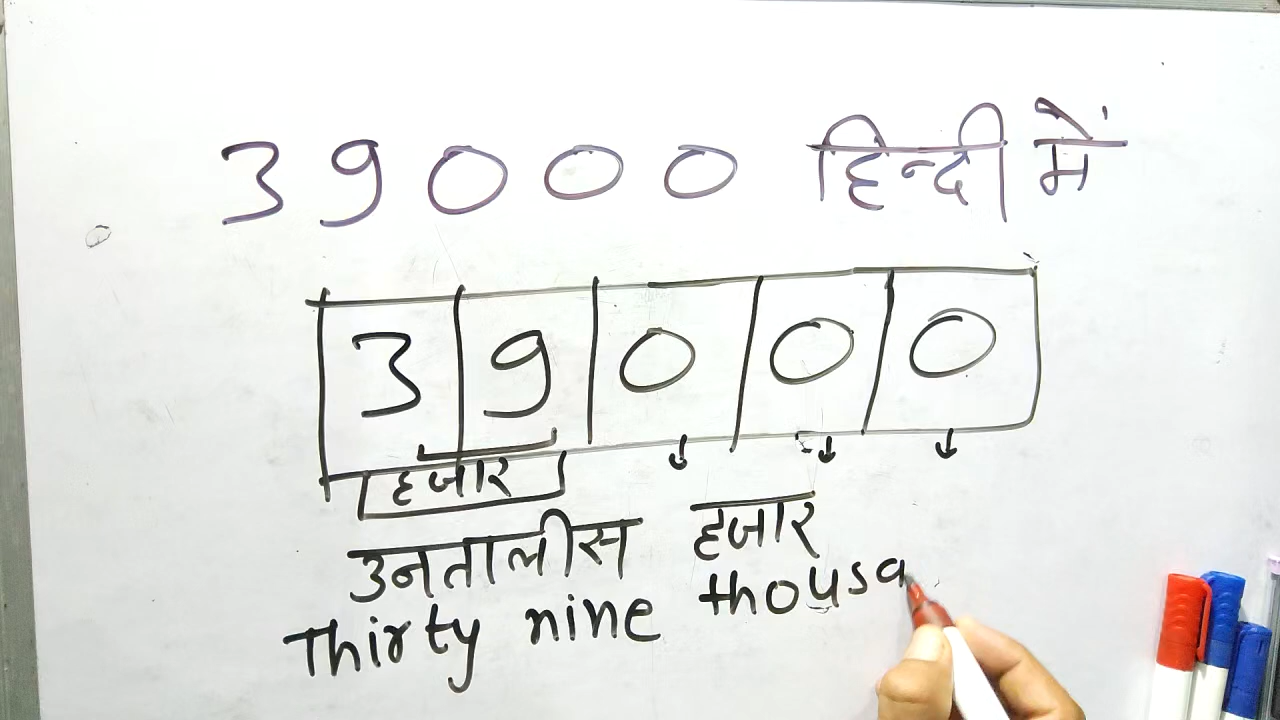 39000 हिन्दी में
3 9 0 0 0
हजार
उनतालीस हजार
Thirty nine thousa